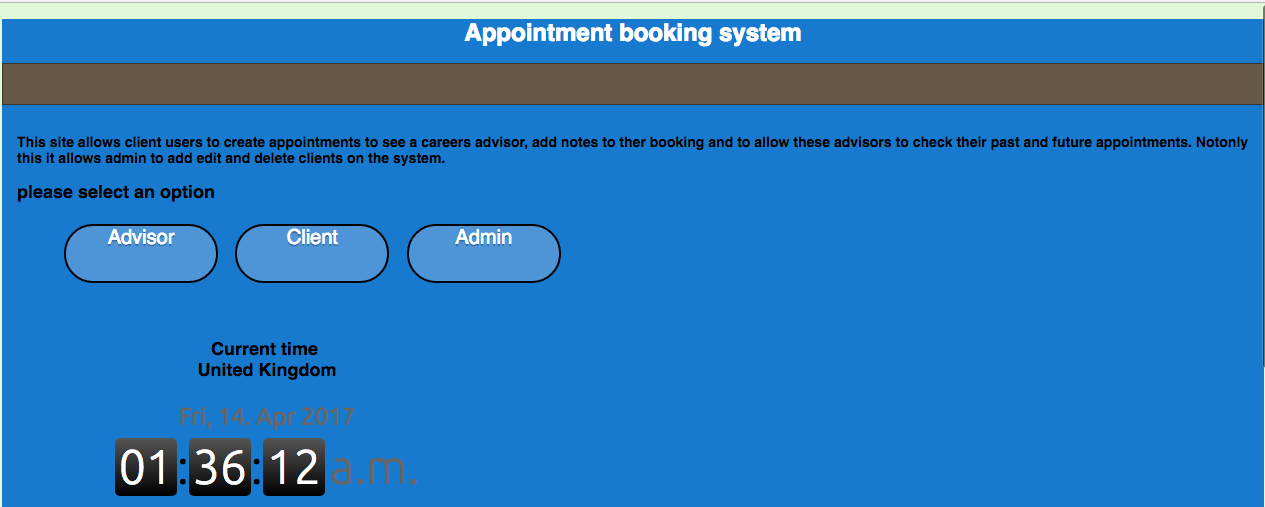 Appointment booking system
This site allows client users to create appointments to see a careers advisor, add notes to ther booking and to allow these advisors to check their past and future appointments. Notonly
this it allows admin to add edit and delete clients on the system.
please select an option
Advisor Client Admin
Current time
United Kingdom
Fri, 14. Apr 2017
01:36:12 a.m.